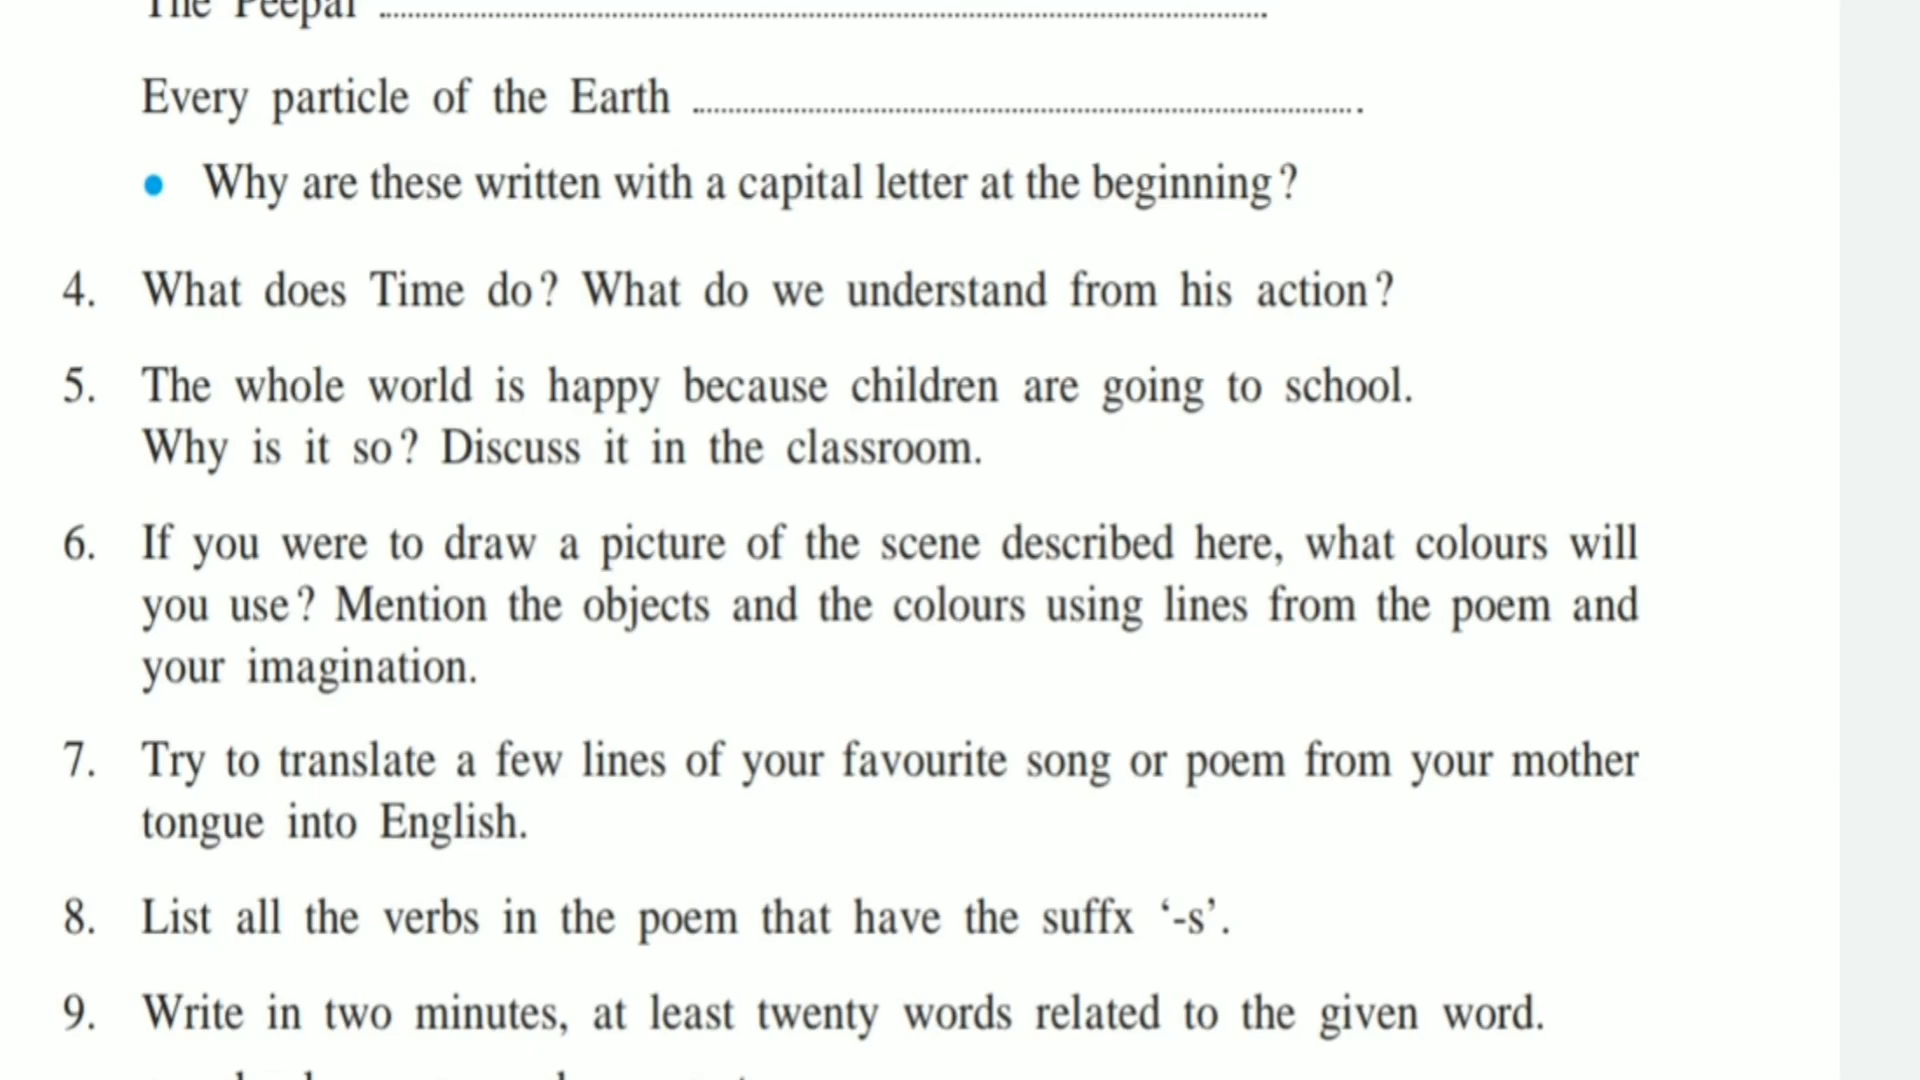 The Peepal ................................................................
Every particle of the Earth .................................................................
• Why are these written with a capital letter at the beginning?
4. What does Time do? What do we understand from his action?
5. The whole world is happy because children are going to school.
Why is it so? Discuss it in the classroom.
6. If you were to draw a picture of the scene described here, what colours will
you use? Mention the objects and the colours using lines from the poem and
your imagination.
7. Try to translate a few lines of your favourite song or poem from your mother
tongue into English.
8. List all the verbs in the poem that have the suffx ‘-s’.
9. Write in two minutes, at least twenty words related to the given word.